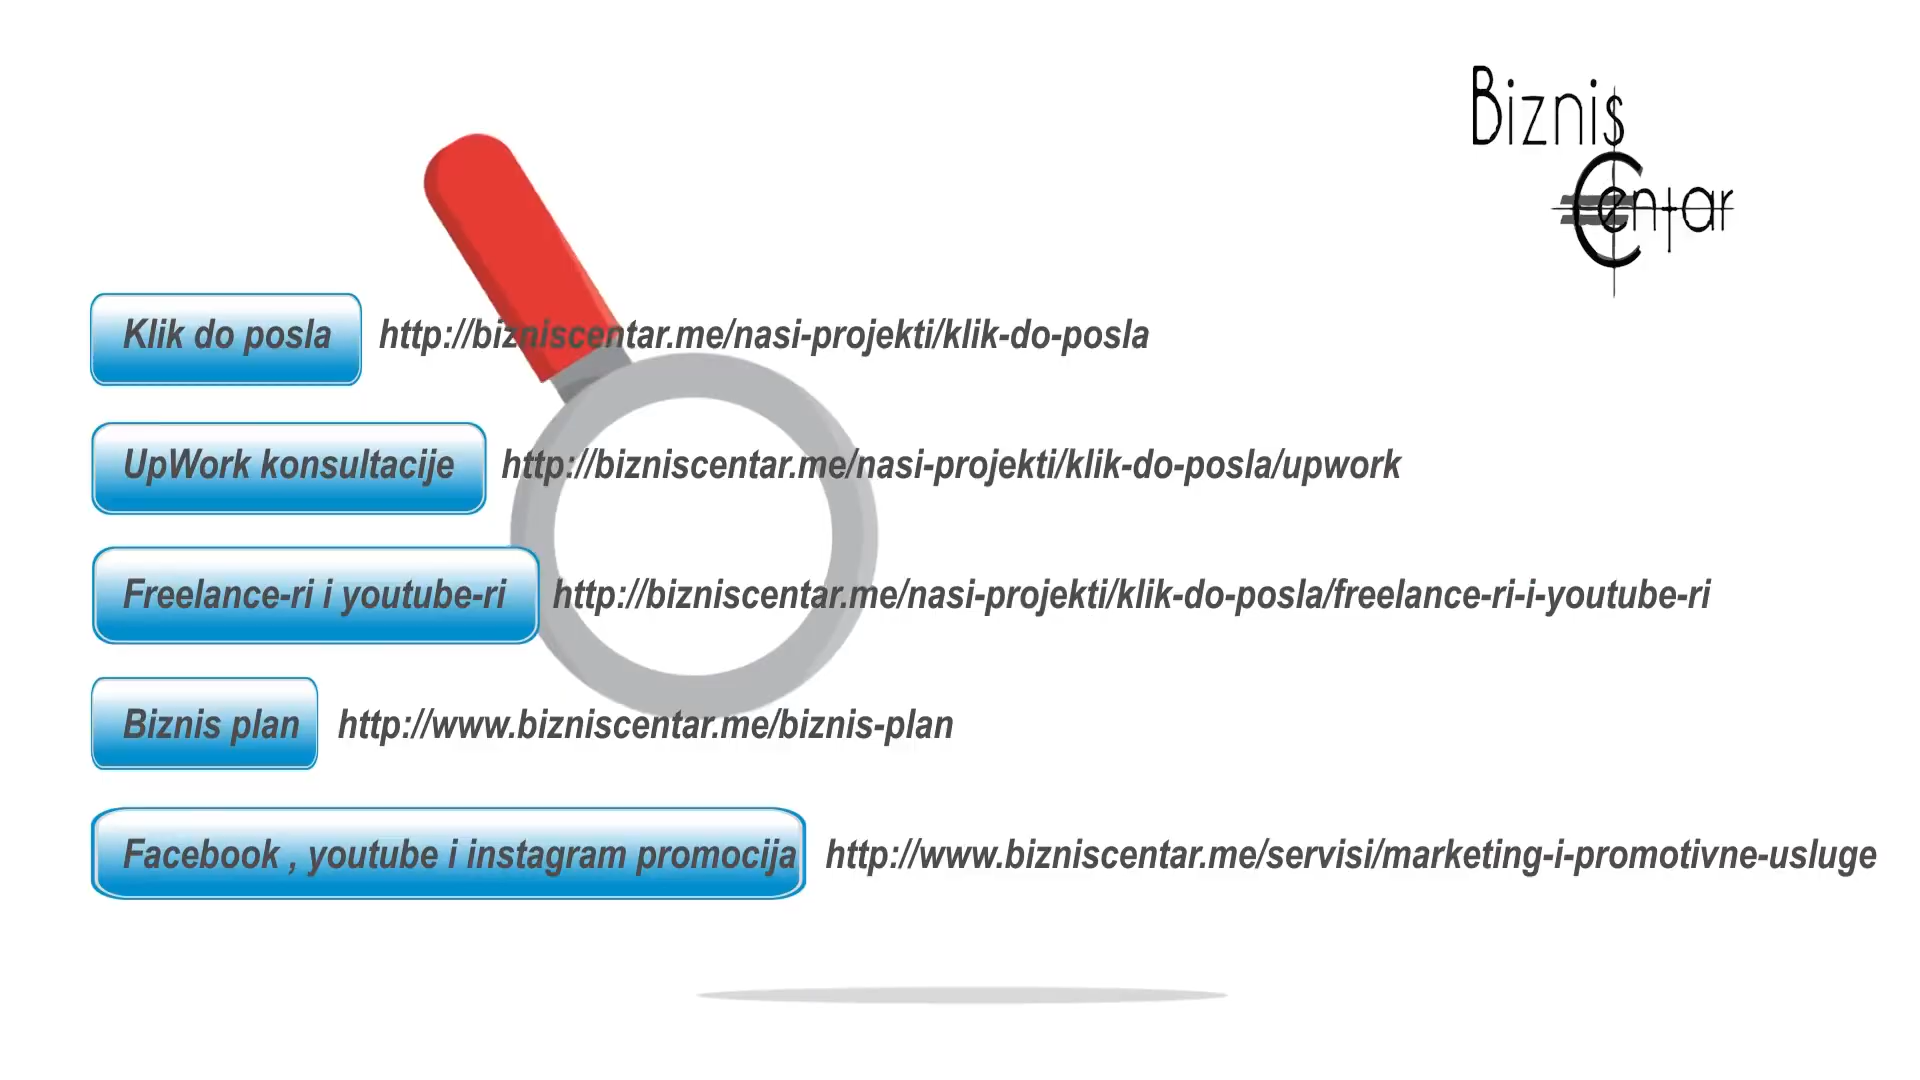 Biznis
Centar
Klik do posla http://bizniscentar.me/nasi-projekti/klik-do-posla
UpWork konsultacije http://bizniscentar.me/nasi-projekti/klik-do-posla/upwork
Freelance-ri i youtube-ri http://bizniscentar.me/nasi-projekti/klik-do-posla/freelance-ri-i-youtube-ri
Biznis plan http://www.bizniscentar.me/biznis-plan
Facebook , youtube i instagram promocija http://www.bizniscentar.me/servisi/marketing-i-promotivne-usluge